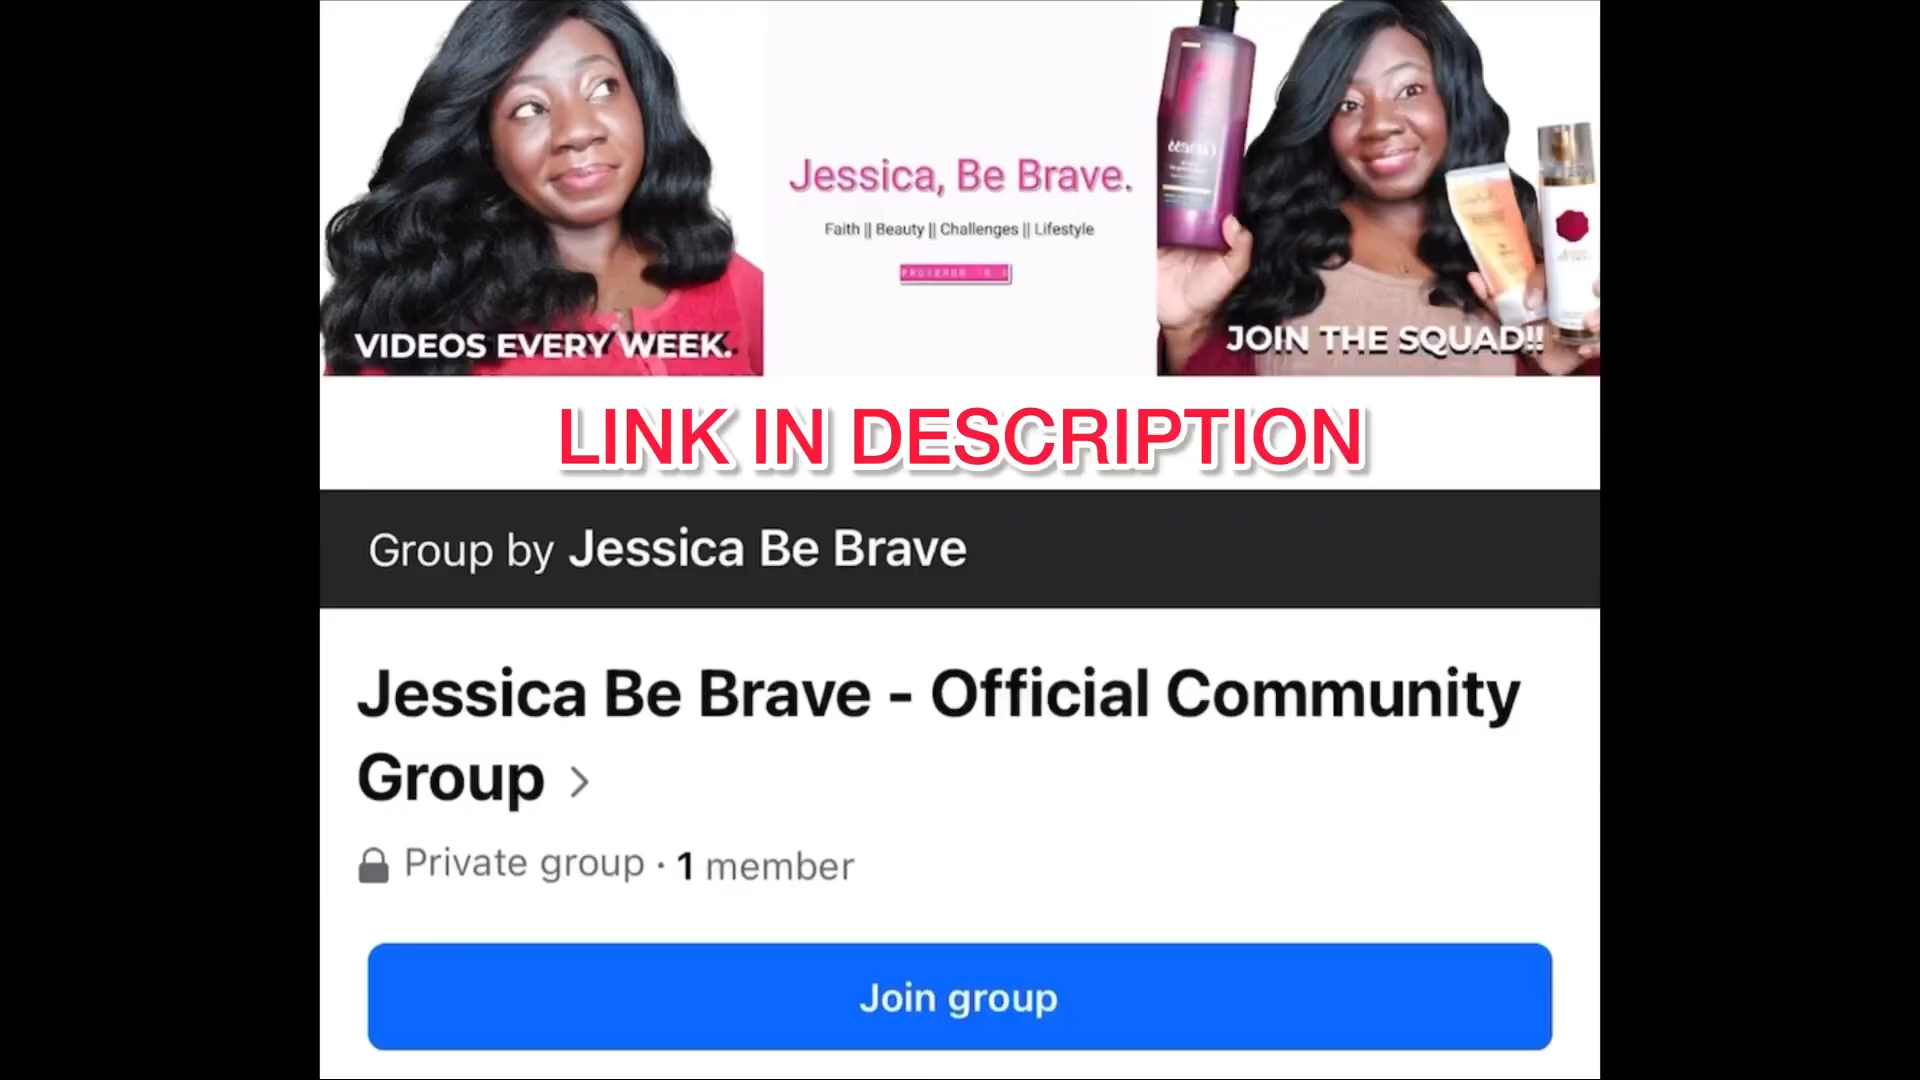 Jessica, Be Brave.
Faith || Beauty || Challenges || Lifestyle
VIDEOS EVERY WEEK.
JOIN THE SQUAD!!
LINK IN DESCRIPTION
Group by Jessica Be Brave
Jessica Be Brave - Official Community
Group >
Private group · 1 member
Join group